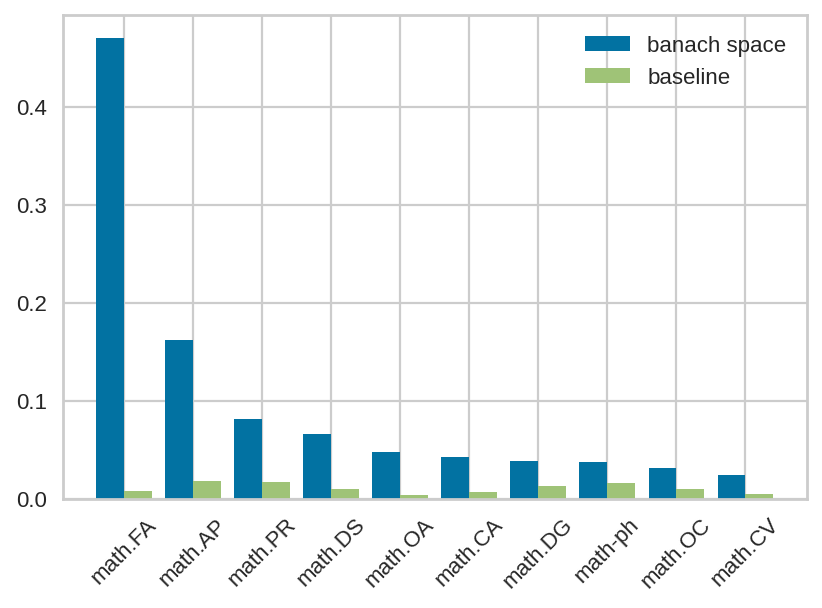 banach space
baseline
0.4
0.3
0.2
0.1
0.0
math.FA
math.AP
math.PR
math.DS
math.OA
math.CA
math.DG
math-ph
math.OC
math.CV